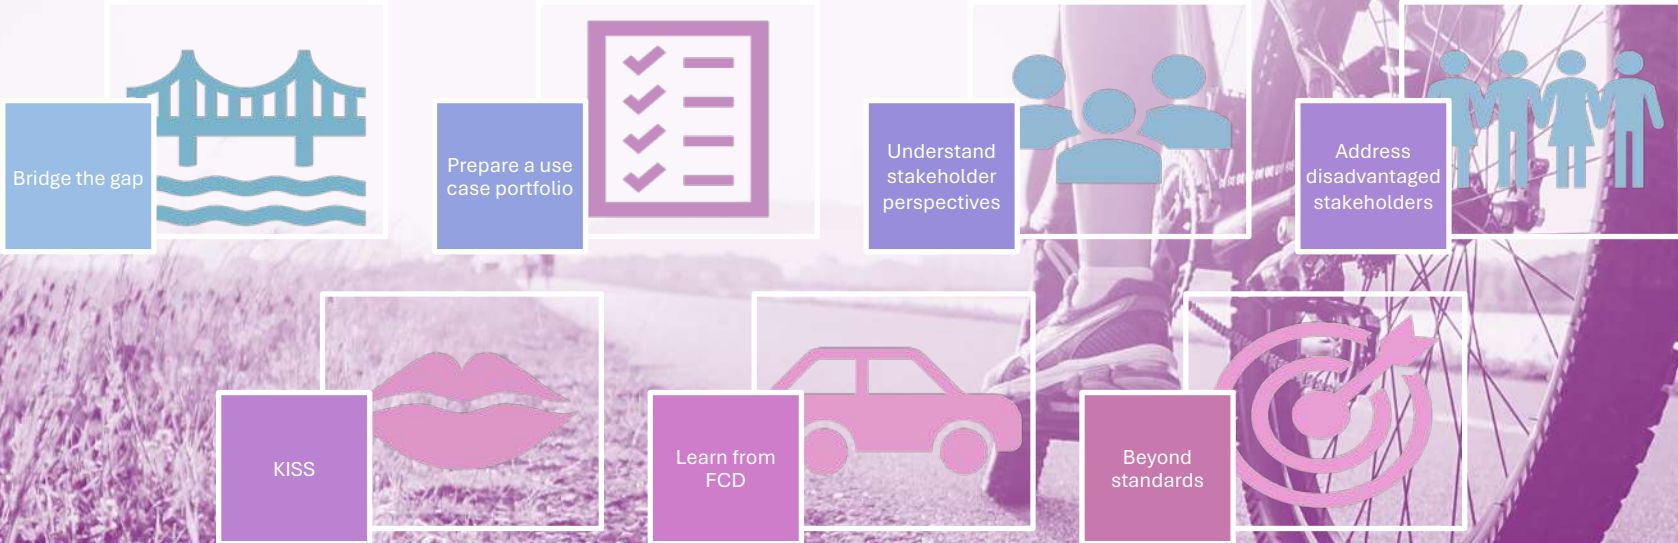 Bridge the gap
Prepare a use
case portfolio
Understand
stakeholder
perspectives
Address
disadvantaged
stakeholders
KISS
Learn from
FCD
Beyond
standards